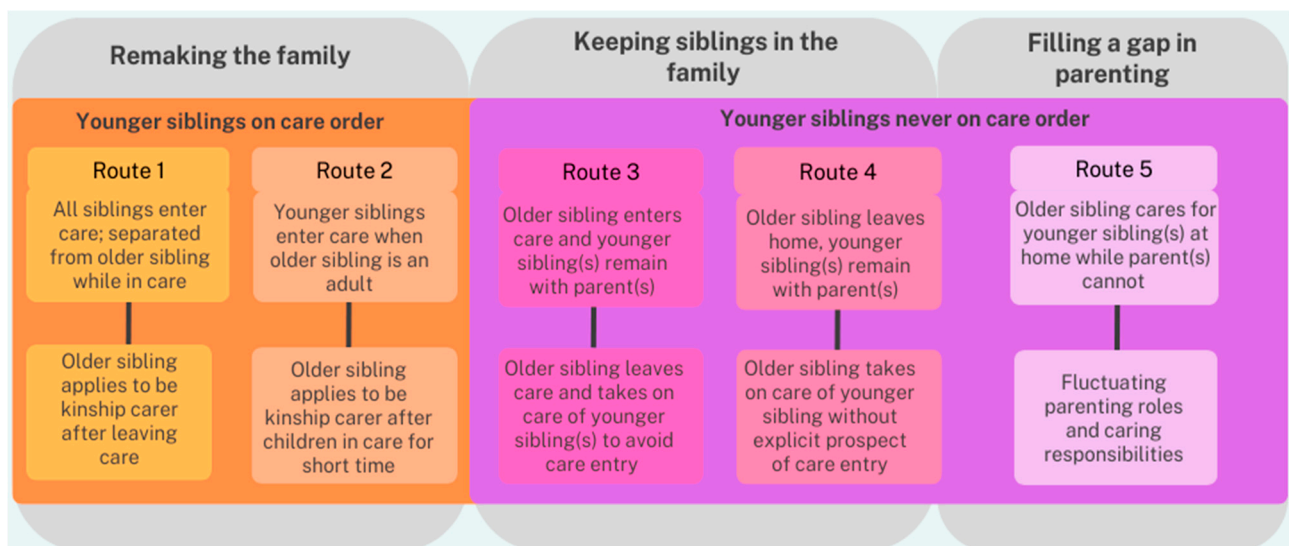 Remaking the family
Keeping siblings in the
family
Filling a gap in
parenting
Younger siblings on care order
Younger siblings never on care order
Route 1
All siblings enter
care; separated
from older sibling
while in care
Older sibling
applies to be
kinship carer
after leaving
care
Route 2
Younger siblings
enter care when
older sibling is an
adult
Older sibling
applies to be
kinship carer after
children in care for
short time
Route 3
Older sibling enters
care and younger
sibling(s) remain
with parent(s)
Older sibling leaves
care and takes on
care of younger
sibling(s) to avoid
care entry
Route 4
Older sibling leaves
home, younger
sibling(s) remain
with parent(s)
Older sibling takes
on care of younger
sibling without
explicit prospect
of care entry
Route 5
Older sibling cares for
younger sibling(s) at
home while parent(s)
cannot
Fluctuating
parenting roles
and caring
responsibilities